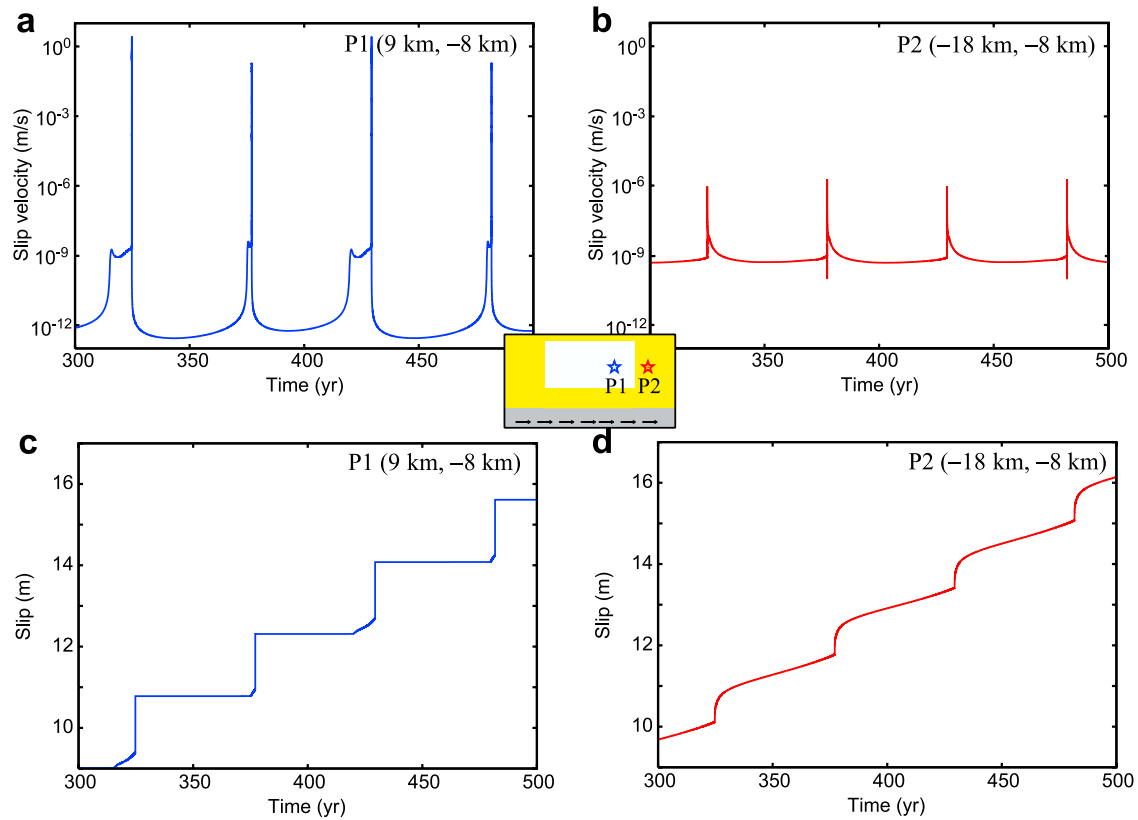 a
P1 (9 km, −8 km)
Slip velocity (m/s)
10⁰
10⁻³
10⁻⁶
10⁻⁹
10⁻¹²
300 350 400 450
Time (yr)
b
P2 (−18 km, −8 km)
Slip velocity (m/s)
10⁰
10⁻³
10⁻⁶
10⁻⁹
10⁻¹²
350 400 450 500
Time (yr)
P1 P2
c
P1 (9 km, −8 km)
Slip (m)
16
14
12
10
300 350 400 450 500
Time (yr)
d
P2 (−18 km, −8 km)
Slip (m)
16
14
12
10
300 350 400 450 500
Time (yr)